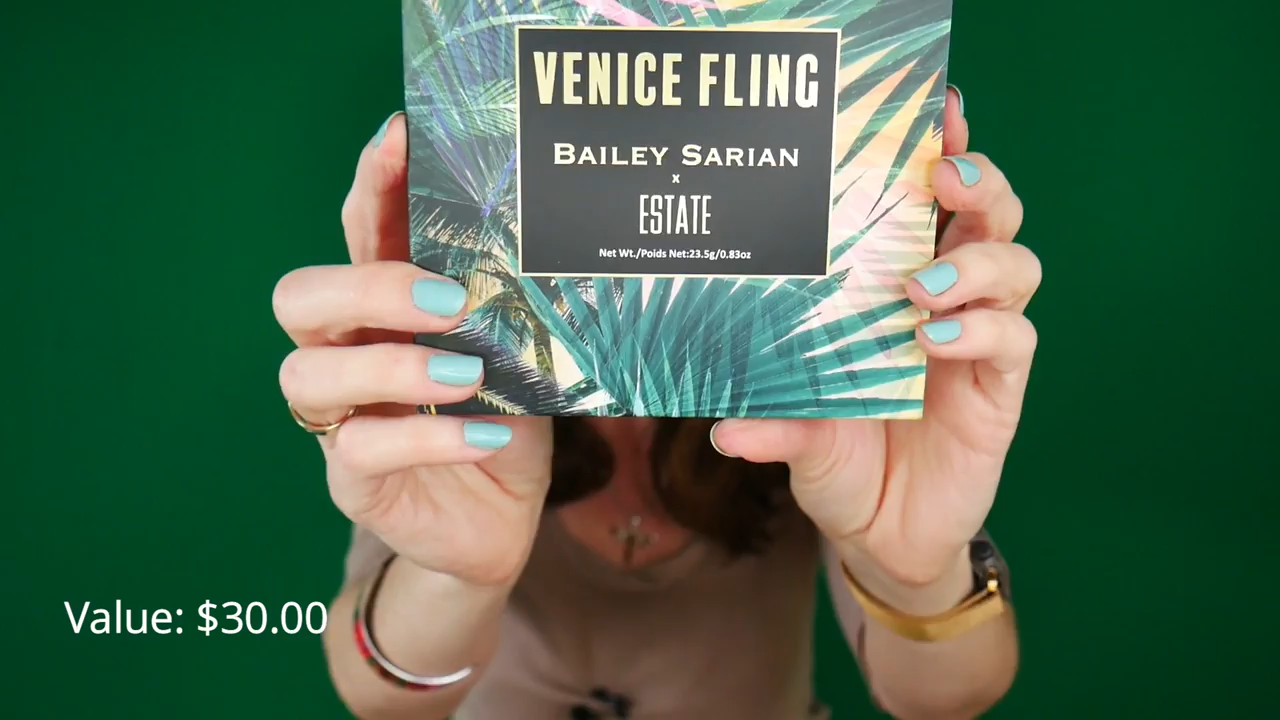 VENICE FLING
BAILEY SARIAN
x
ESTATE
Net Wt./Poids Net:23.5g/0.83oz
Value: $30.00